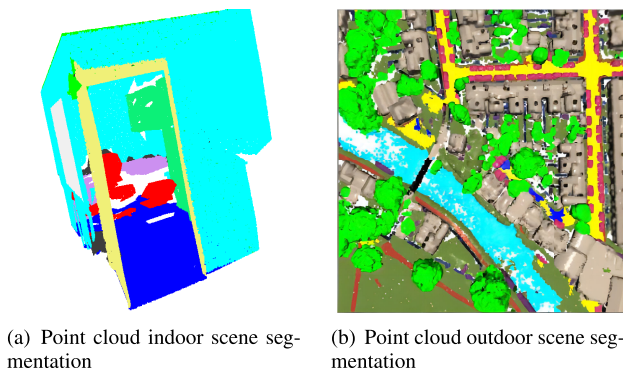 (a) Point cloud indoor scene seg-
mentation
(b) Point cloud outdoor scene seg-
mentation